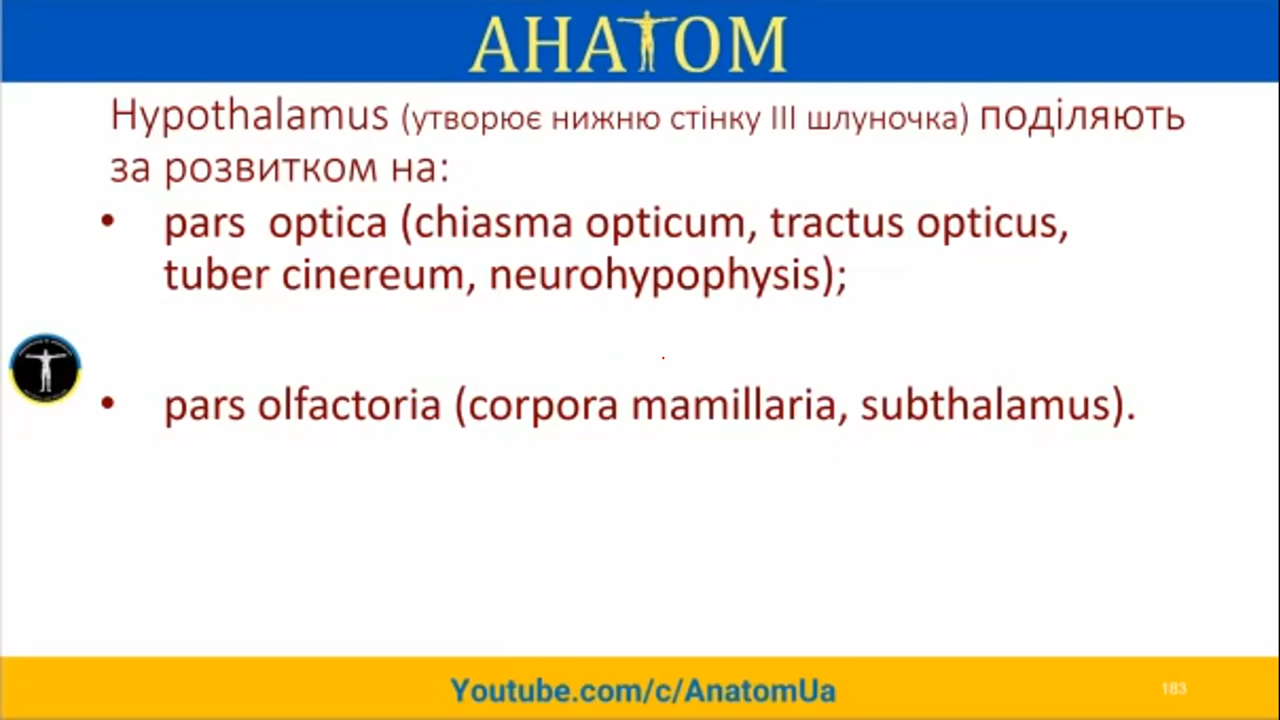 АНАТОМ
Hypothalamus (утворює нижню стінку III шлуночка) поділяють
за розвитком на:
• pars optica (chiasma opticum, tractus opticus,
tuber cinereum, neurohypophysis);
• pars olfactoria (corpora mamillaria, subthalamus).
Youtube.com/c/AnatomUa
183